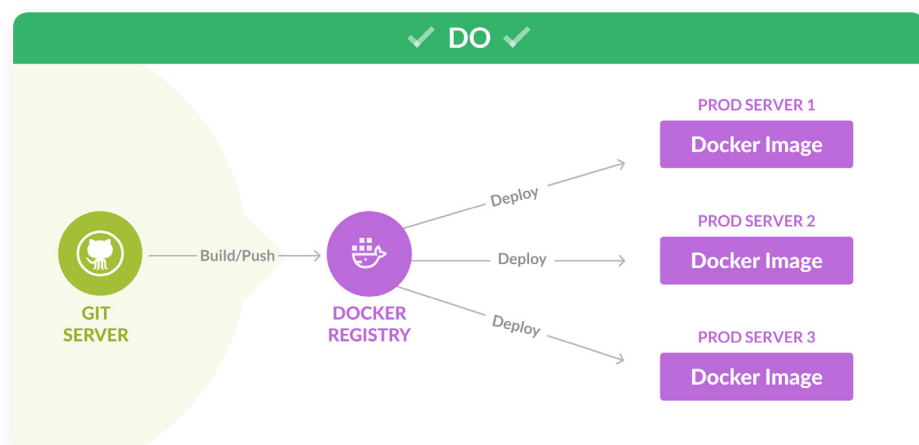 DO
PROD SERVER 1
Docker Image
Deploy
PROD SERVER 2
Build/Push
Deploy
Docker Image
GIT
SERVER
DOCKER
REGISTRY
Deploy
PROD SERVER 3
Docker Image